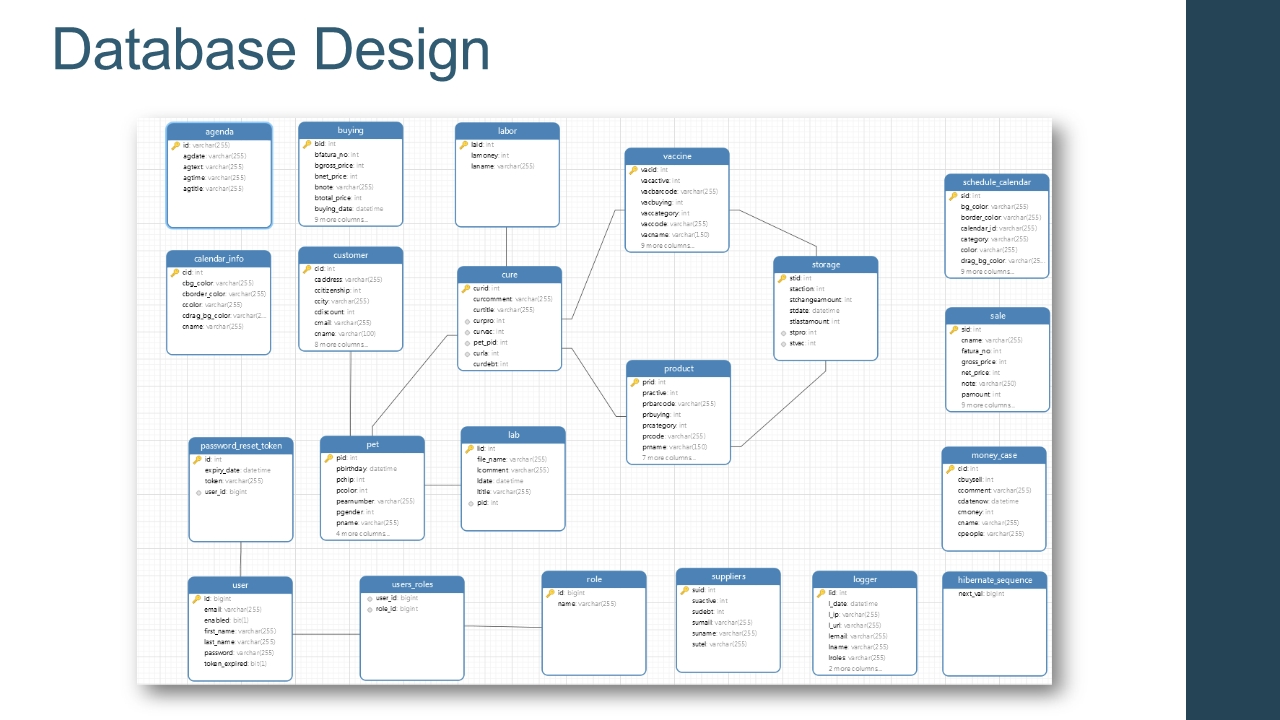 Database Design
agenda
id: varchar(255)
agdate: varchar(255)
agtext: varchar(255)
agtime: varchar(255)
agtitle: varchar(255)
buying
bid: int
bfatura_no: int
bgross_price: int
bnet_price: int
bnote: varchar(255)
btotal_price: int
buying_date: datetime
9 more columns...
labor
laid: int
lamoney: int
laname: varchar(255)
vaccine
vacid: int
vacactive: int
vacbarcode: varchar(255)
vacbuying: int
vaccategory: int
vaccode: varchar(255)
vacname: varchar(150)
9 more columns...
schedule_calendar
sid: int
bg_color: varchar(255)
border_color: varchar(255)
calendar_id: varchar(255)
category: varchar(255)
color: varchar(255)
drag_bg_color: varchar(25...
9 more columns...
calendar_info
cid: int
cbg_color: varchar(255)
cborder_color: varchar(255)
ccolor: varchar(255)
cdrag_bg_color: varchar(2...
cname: varchar(255)
customer
cid: int
caddress: varchar(255)
ccitizenship: int
ccity: varchar(255)
cdiscount: int
cmail: varchar(255)
cname: varchar(100)
8 more columns...
cure
curid: int
curcomment: varchar(255)
curtitle: varchar(255)
curpro: int
curvac: int
pet_pid: int
curla: int
curdebt: int
storage
stid: int
staction: int
stchangeamount: int
stdate: datetime
stlastamount: int
stpro: int
stvac: int
sale
sid: int
cname: varchar(255)
fatura_no: int
gross_price: int
net_price: int
note: varchar(250)
pamount: int
9 more columns...
product
prid: int
practive: int
prbarcode: varchar(255)
prbuying: int
prcategory: int
prcode: varchar(255)
prname: varchar(150)
7 more columns...
password_reset_token
id: int
expiry_date: datetime
token: varchar(255)
user_id: bigint
pet
pid: int
pbirthday: datetime
pchip: int
pcolor: int
pearnumber: varchar(255)
pgender: int
pname: varchar(255)
4 more columns...
lab
lid: int
file_name: varchar(255)
lcomment: varchar(255)
ldate: datetime
ltitle: varchar(255)
pid: int
money_case
cid: int
cbuysell: int
ccomment: varchar(255)
cdatenow: datetime
cmoney: int
cname: varchar(255)
cpeople: varchar(255)
user
id: bigint
email: varchar(255)
enabled: bit(1)
first_name: varchar(255)
last_name: varchar(255)
password: varchar(255)
token_expired: bit(1)
users_roles
user_id: bigint
role_id: bigint
role
id: bigint
name: varchar(255)
suppliers
suid: int
suactive: int
sudebt: int
sumail: varchar(255)
suname: varchar(255)
sutel: varchar(255)
logger
lid: int
l_date: datetime
l_ip: varchar(255)
l_url: varchar(255)
lemail: varchar(255)
lname: varchar(255)
lroles: varchar(255)
2 more columns...
hibernate_sequence
next_val: bigint